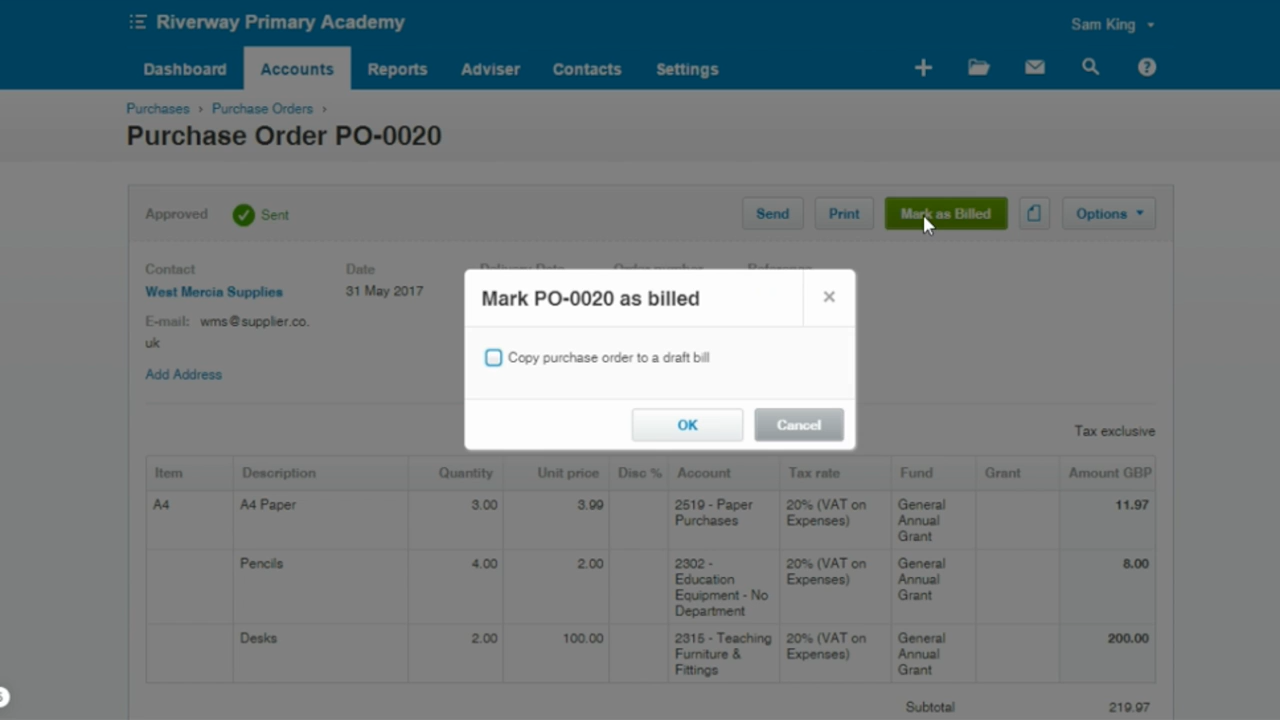 Riverway Primary Academy
Sam King
Dashboard Accounts Reports Adviser Contacts Settings
Purchases › Purchase Orders ›
Purchase Order PO-0020
Approved Sent Send Print Mark as Billed Options
Contact Date Delivery Date Order number Reference
West Mercia Supplies 31 May 2017
E-mail: wms@supplier.co.
uk
Add Address
Mark PO-0020 as billed
Copy purchase order to a draft bill
OK Cancel
Tax exclusive
Item Description Quantity Unit price Disc % Account Tax rate Fund Grant Amount GBP
A4 A4 Paper 3.00 3.99 2519 - Paper 20% (VAT on General 11.97
Purchases Expenses) Annual
Grant
Pencils 4.00 2.00 2302 - 20% (VAT on General 8.00
Education Expenses) Annual
Equipment - No Grant
Department
Desks 2.00 100.00 2315 - Teaching 20% (VAT on General 200.00
Furniture & Expenses) Annual
Fittings Grant
Subtotal 219.97